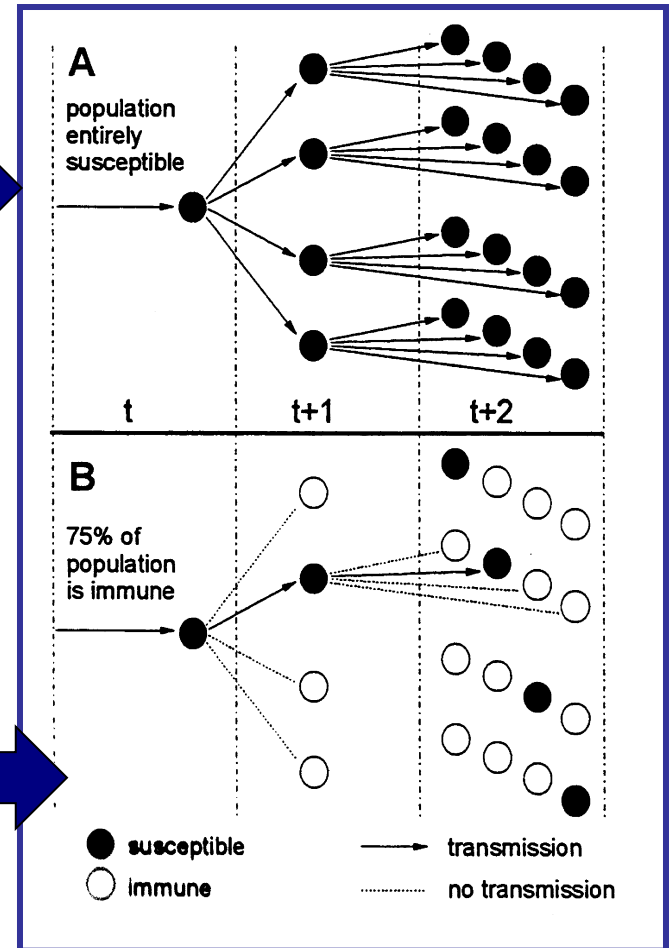 A
population
entirely
susceptible
t
t+1
t+2
B
75% of
population
is immune
susceptible
transmission
immune
no transmission